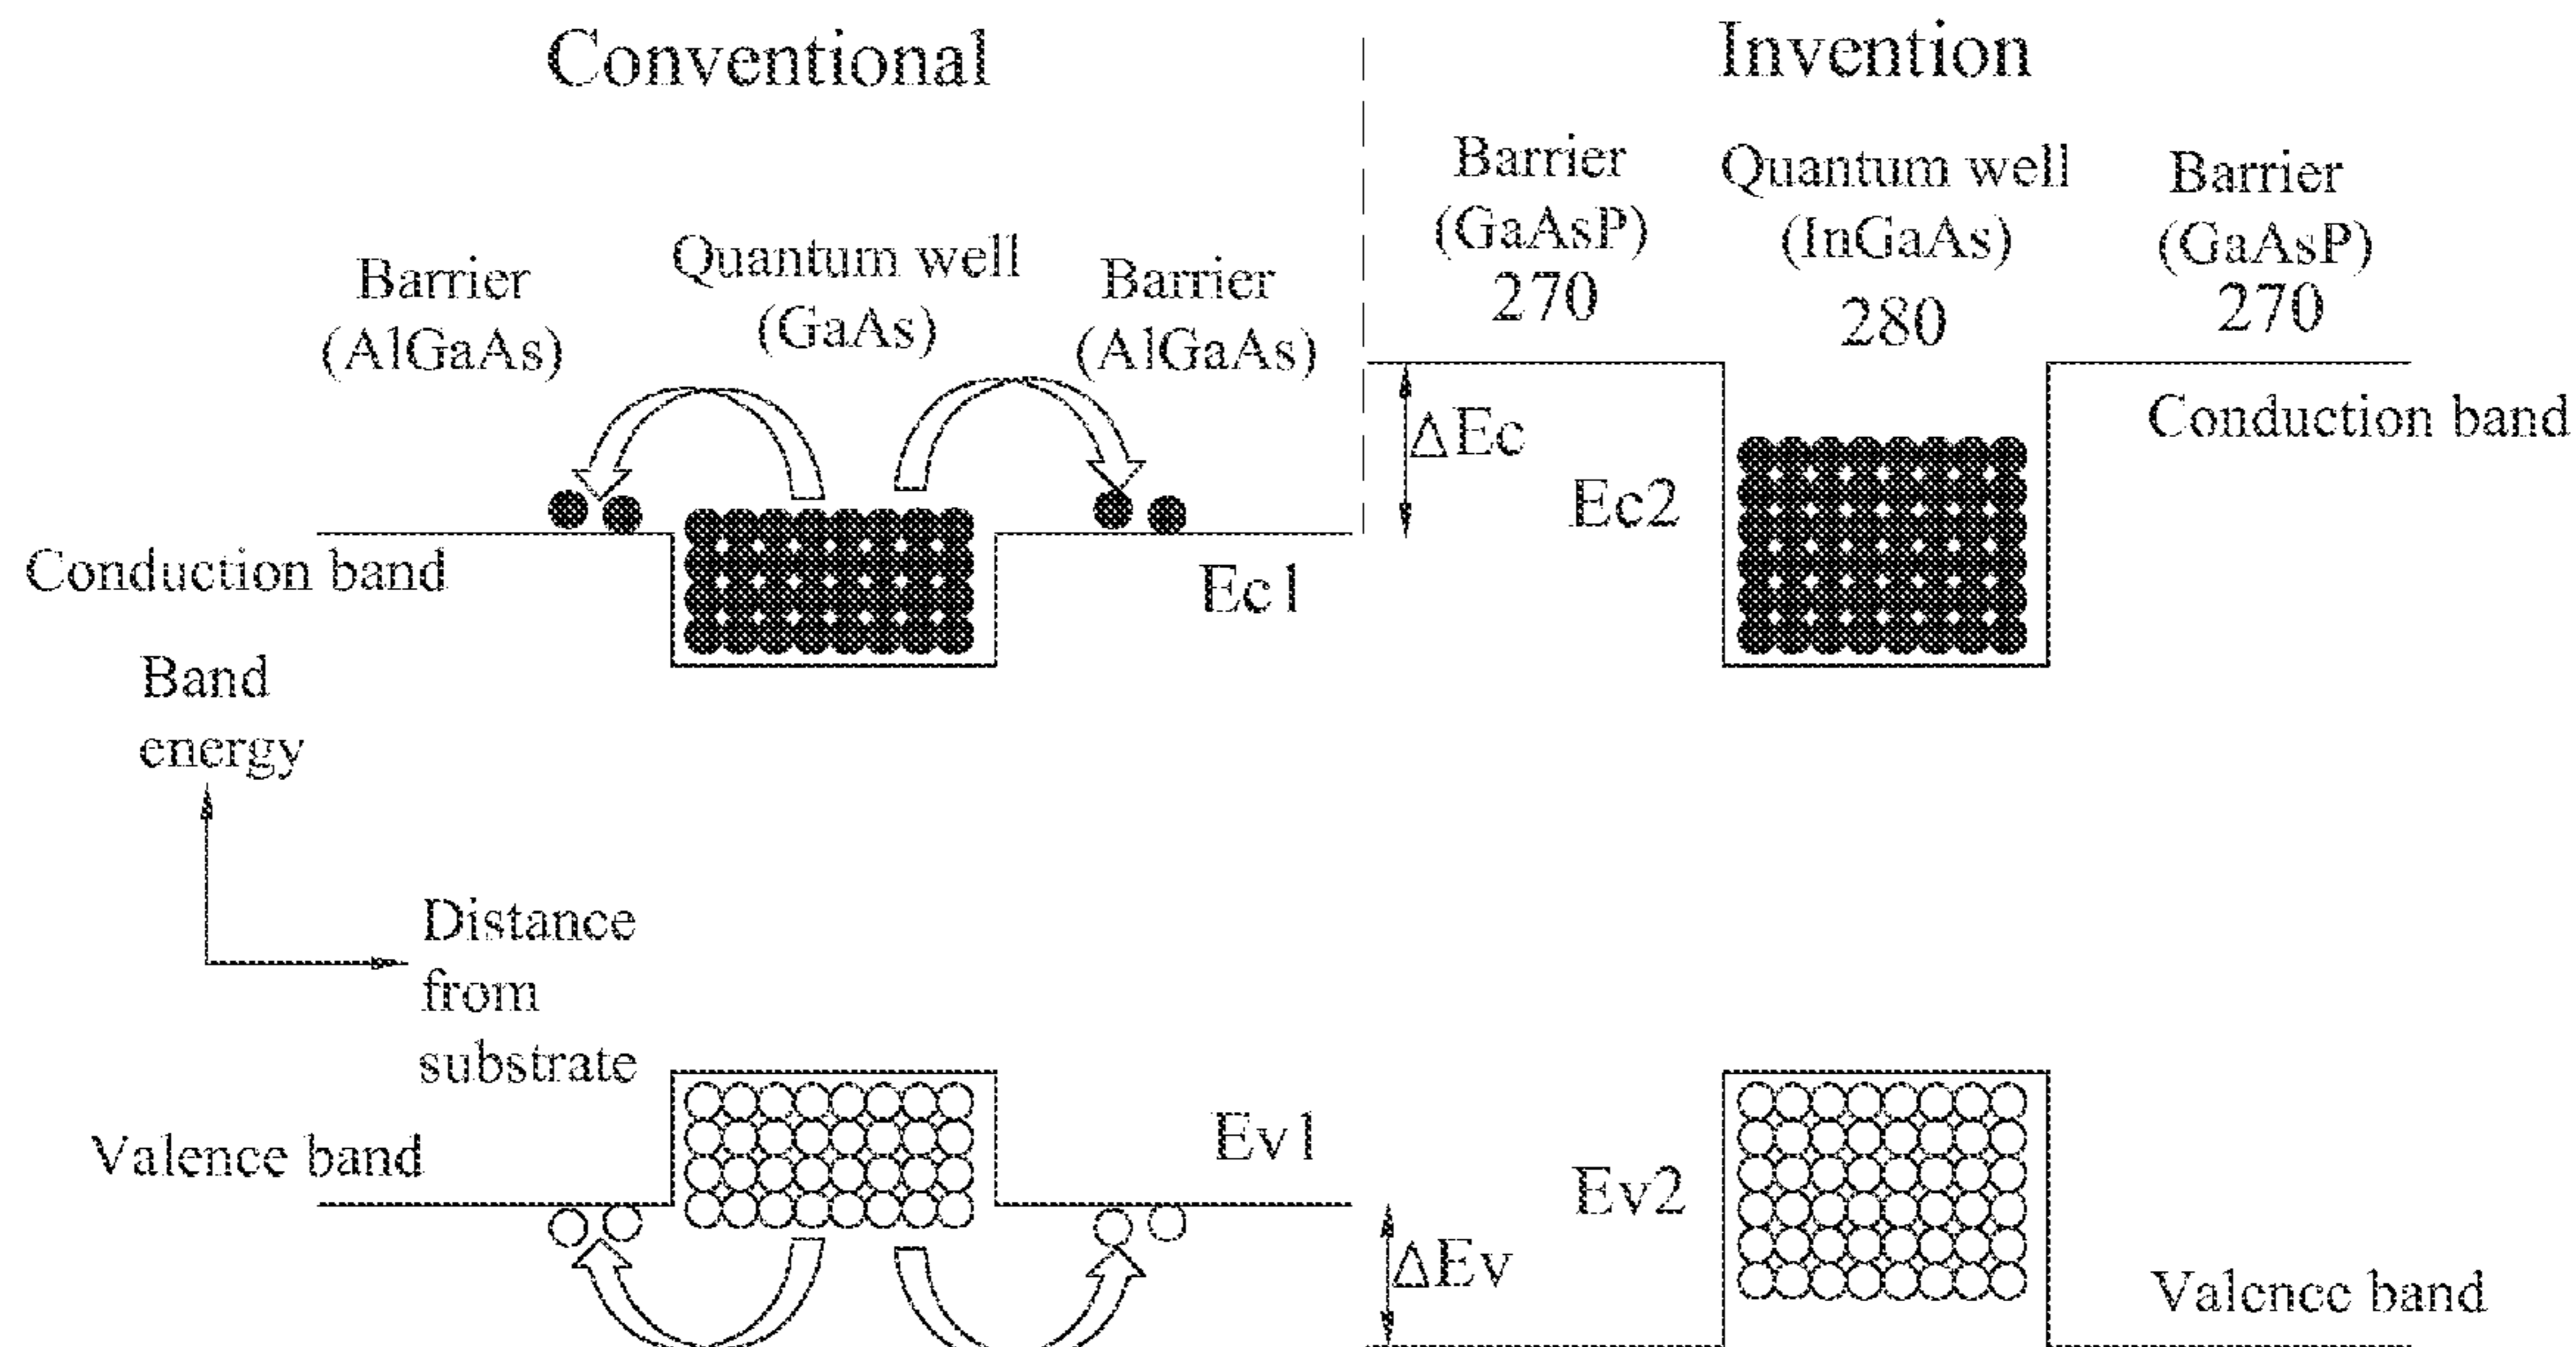 Conventional
Invention
Barrier
(AlGaAs)
Quantum well
(GaAs)
Barrier
(AlGaAs)
Barrier
(GaAsP)
270
Quantum well
(InGaAs)
280
Barrier
(GaAsP)
270
Conduction band
Ec1
ΔEc
Ec2
Conduction band
Band
energy
Distance
from
substrate
Valence band
Ev1
ΔEv
Ev2
Valence band